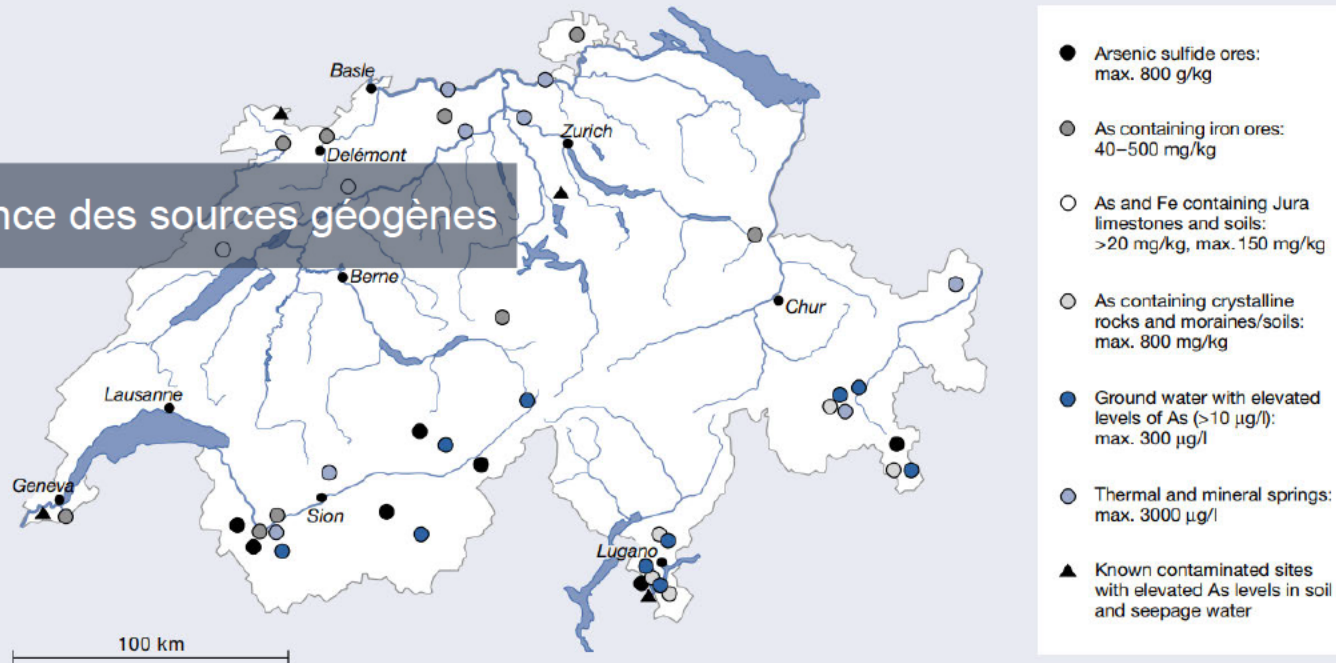 Basle
Delémont
Zurich
nce des sources géogènes
Berne
Chur
Lausanne
Geneva
Sion
Lugano
100 km
Arsenic sulfide ores:
max. 800 g/kg
As containing iron ores:
40–500 mg/kg
As and Fe containing Jura
limestones and soils:
>20 mg/kg, max. 150 mg/kg
As containing crystalline
rocks and moraines/soils:
max. 800 mg/kg
Ground water with elevated
levels of As (>10 µg/l):
max. 300 µg/l
Thermal and mineral springs:
max. 3000 µg/l
Known contaminated sites
with elevated As levels in soil
and seepage water